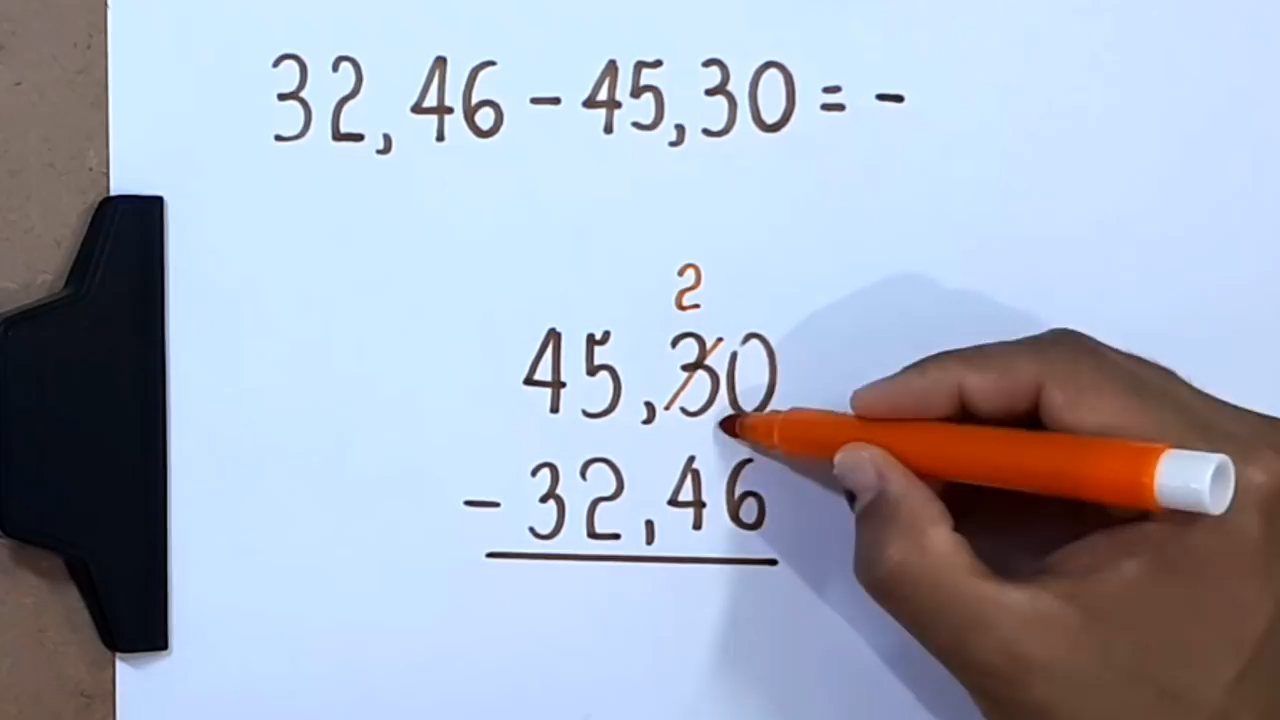 32,46 - 45,30 = -
2
45,30
- 32,46